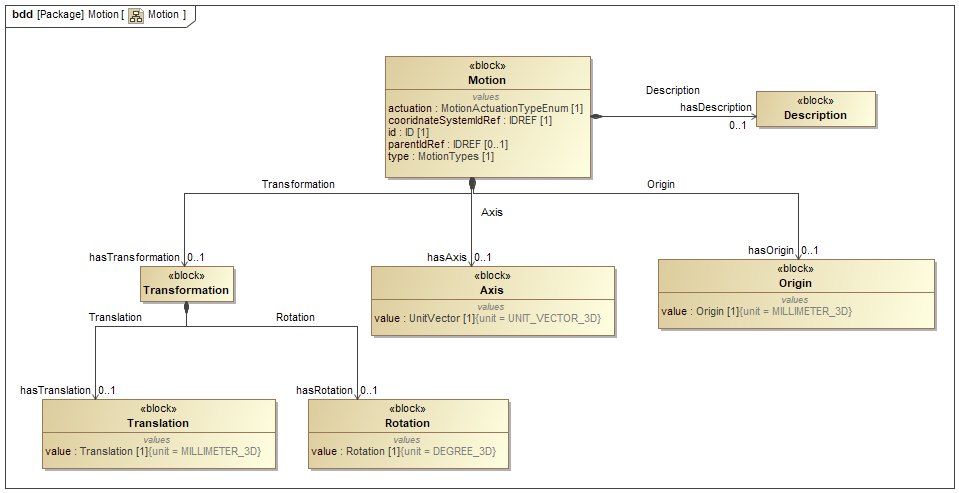 bdd [Package] Motion [ Motion ]
«block»
Motion
values
actuation : MotionActuationTypeEnum [1]
cooridnateSystemIdRef : IDREF [1]
id : ID [1]
parentIdRef : IDREF [0..1]
type : MotionTypes [1]
Description
hasDescription
0..1
«block»
Description
Transformation
Axis
Origin
hasTransformation 0..1
hasAxis 0..1
hasOrigin 0..1
«block»
Transformation
«block»
Axis
values
value : UnitVector [1]{unit = UNIT_VECTOR_3D}
«block»
Origin
values
value : Origin [1]{unit = MILLIMETER_3D}
Translation
Rotation
hasTranslation 0..1
hasRotation 0..1
«block»
Translation
values
value : Translation [1]{unit = MILLIMETER_3D}
«block»
Rotation
values
value : Rotation [1]{unit = DEGREE_3D}